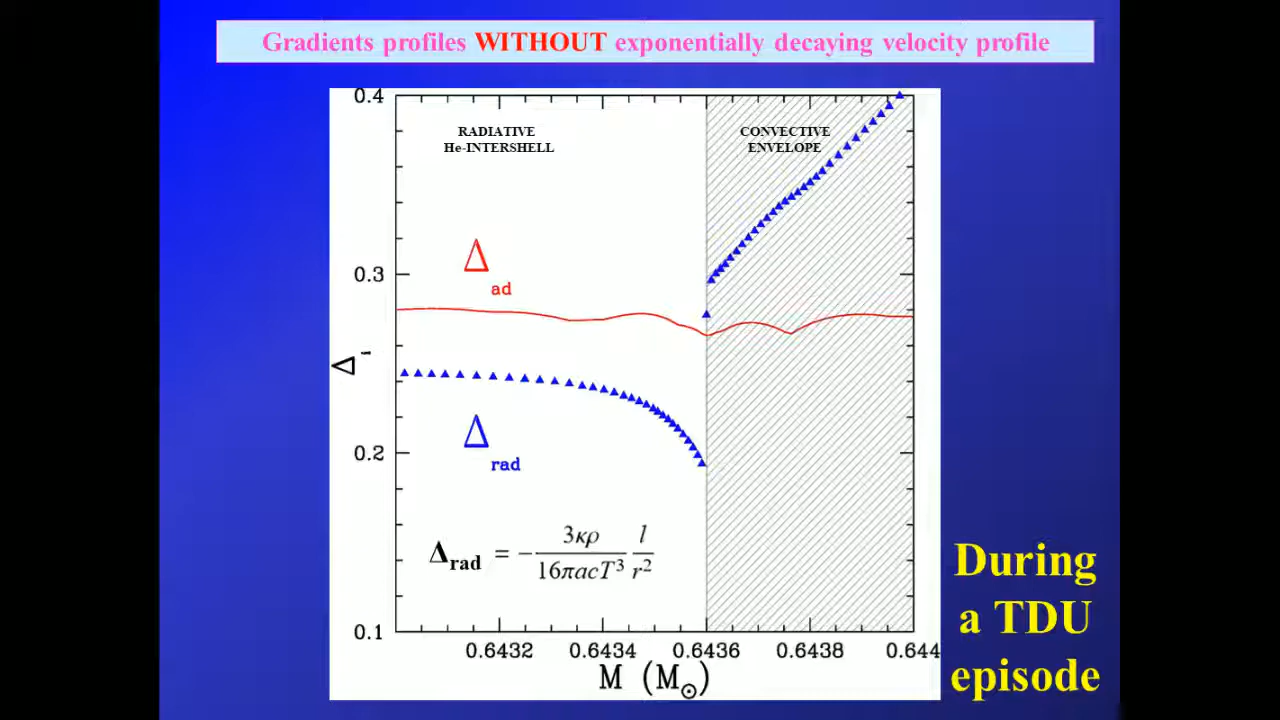 Gradients profiles WITHOUT exponentially decaying velocity profile
RADIATIVE
He-INTERSHELL
CONVECTIVE
ENVELOPE
Δ ad
Δ rad
Δ
Δrad = − 3κρ / 16πacT³ l / r²
0.4
0.3
0.2
0.1
0.6432 0.6434 0.6436 0.6438 0.644
M (M⊙)
During
a TDU
episode